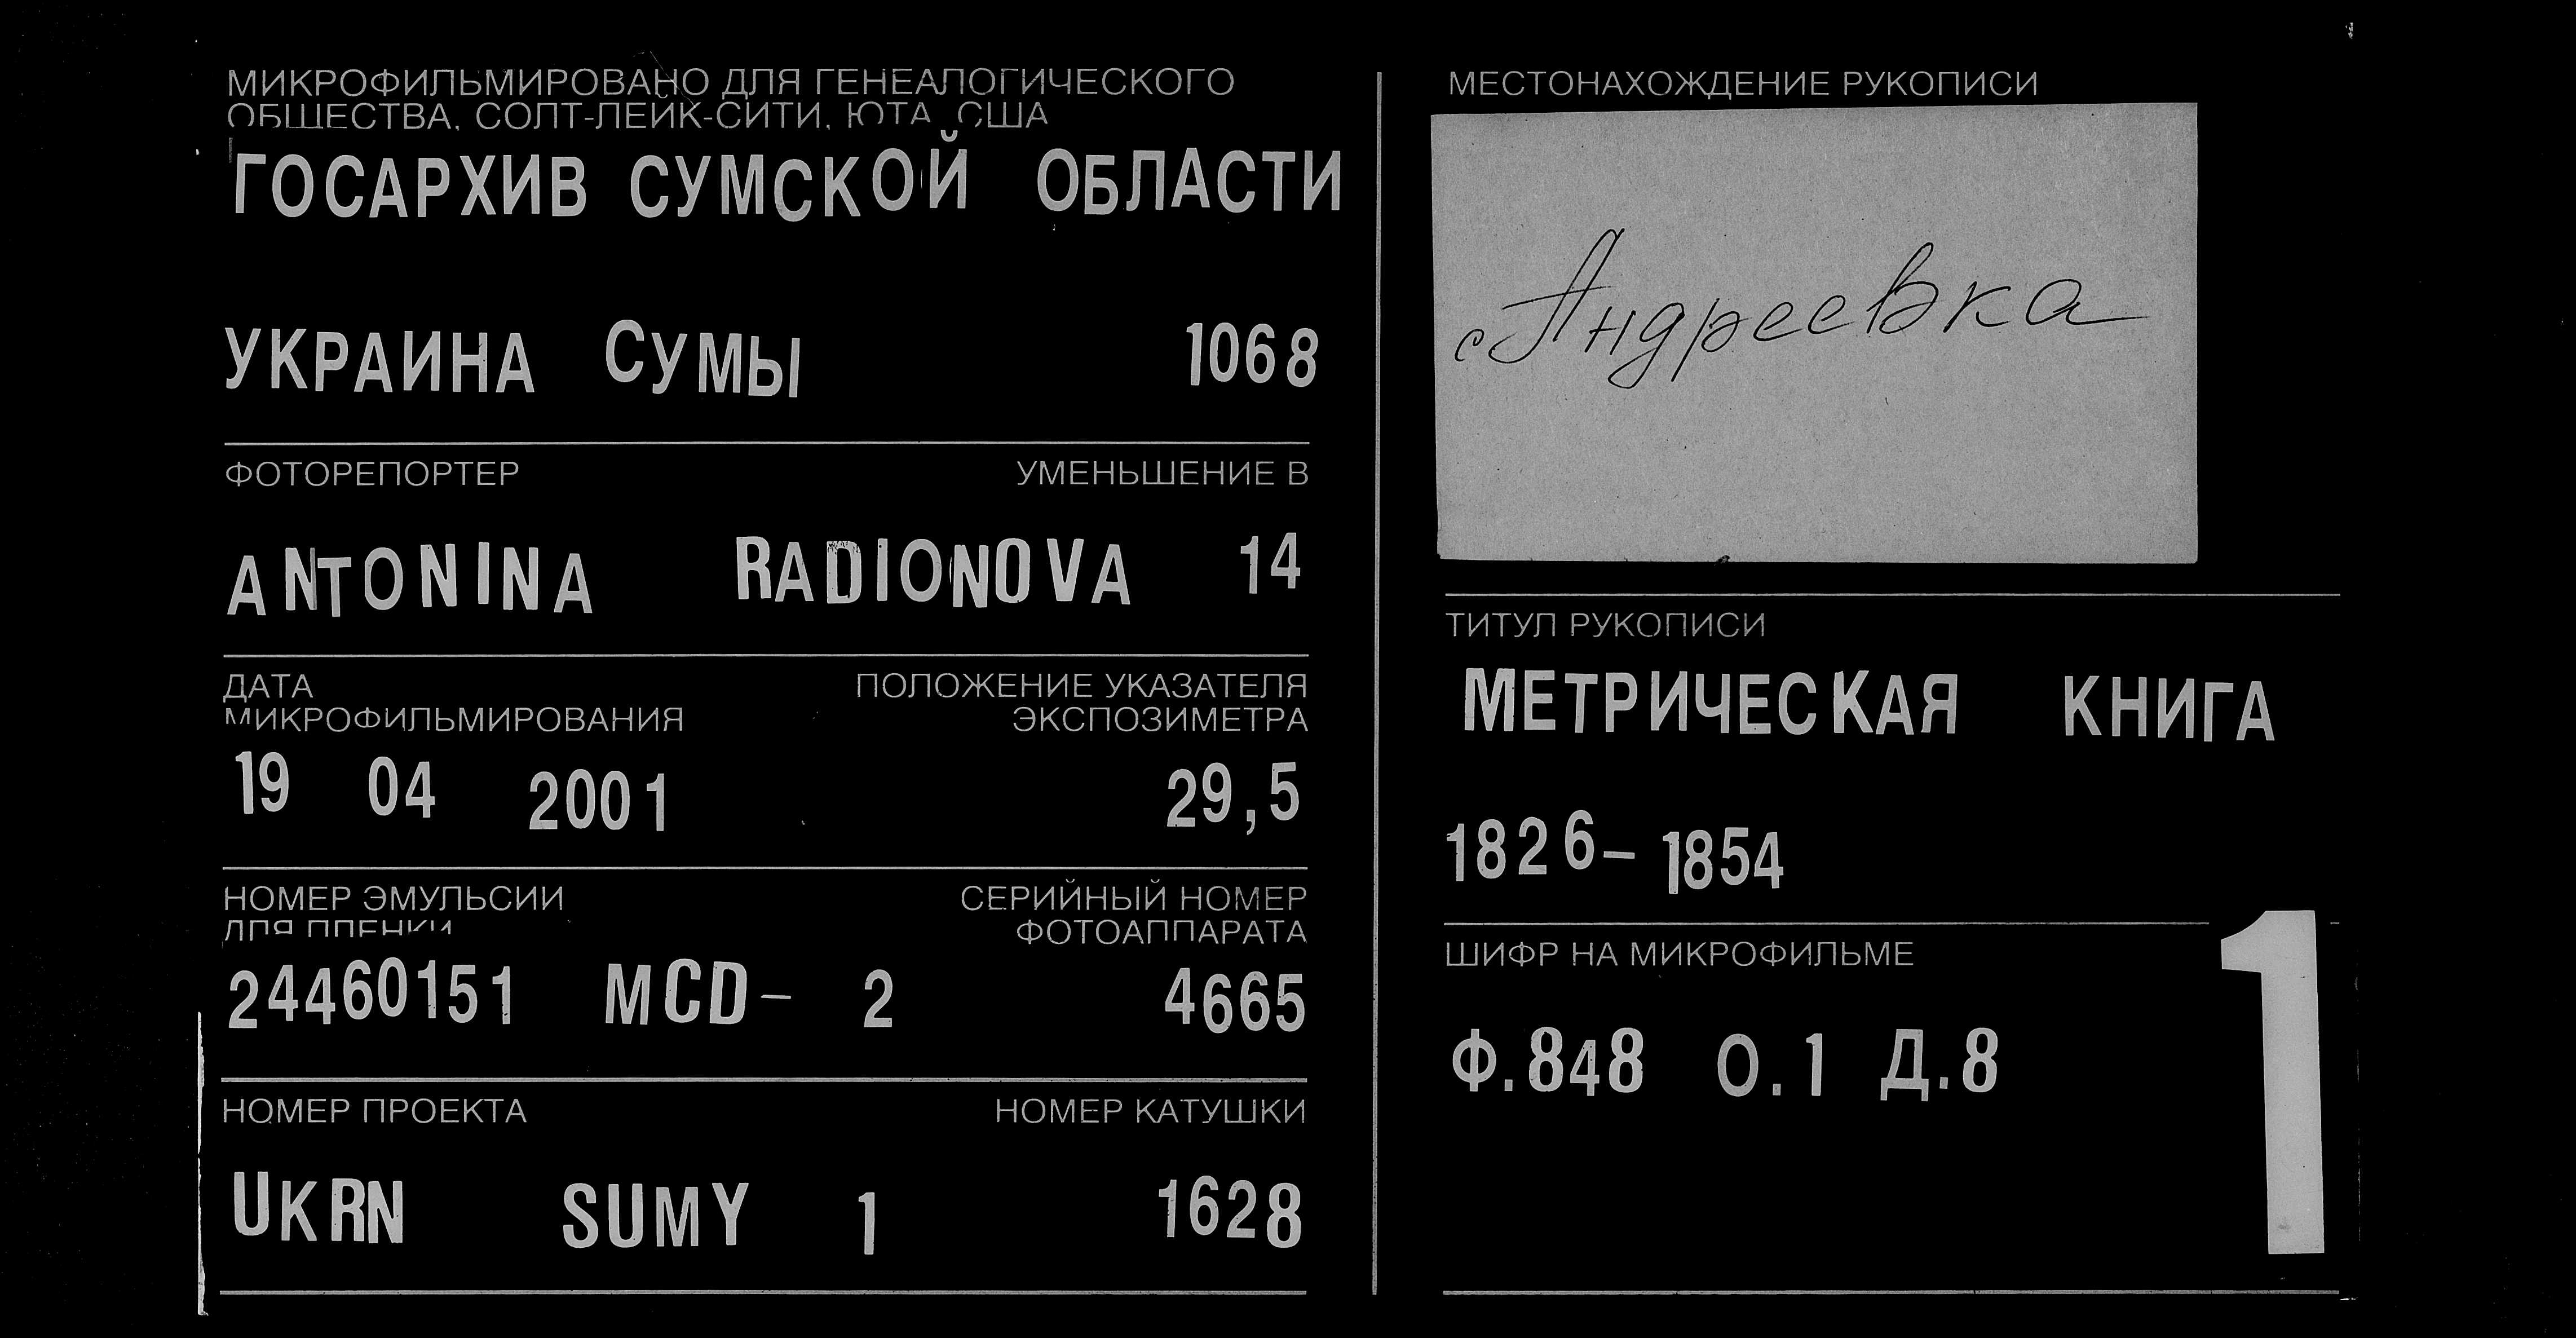 МИКРОФИЛЬМИРОВАНО ДЛЯ ГЕНЕАЛОГИЧЕСКОГО
ОБЩЕСТВА, СОЛТ-ЛЕЙК-СИТИ, ЮТА, США
ГОСАРХИВ СУМСКОЙ ОБЛАСТИ
УКРАИНА СУМЫ 1068
ФОТОРЕПОРТЕР УМЕНЬШЕНИЕ В
ANTONINA RADIONOVA 14
ДАТА ПОЛОЖЕНИЕ УКАЗАТЕЛЯ
МИКРОФИЛЬМИРОВАНИЯ ЭКСПОЗИМЕТРА
19 04 2001 29,5
НОМЕР ЭМУЛЬСИИ СЕРИЙНЫЙ НОМЕР
ДЛЯ ПЛЕНКИ ФОТОАППАРАТА
24460151 MCD- 2 4665
НОМЕР ПРОЕКТА НОМЕР КАТУШКИ
UKRN SUMY 1 1628
МЕСТОНАХОЖДЕНИЕ РУКОПИСИ
с Андреевка
ТИТУЛ РУКОПИСИ
МЕТРИЧЕСКАЯ КНИГА
1826- 1854
ШИФР НА МИКРОФИЛЬМЕ
Ф.848 О.1 Д.8
1